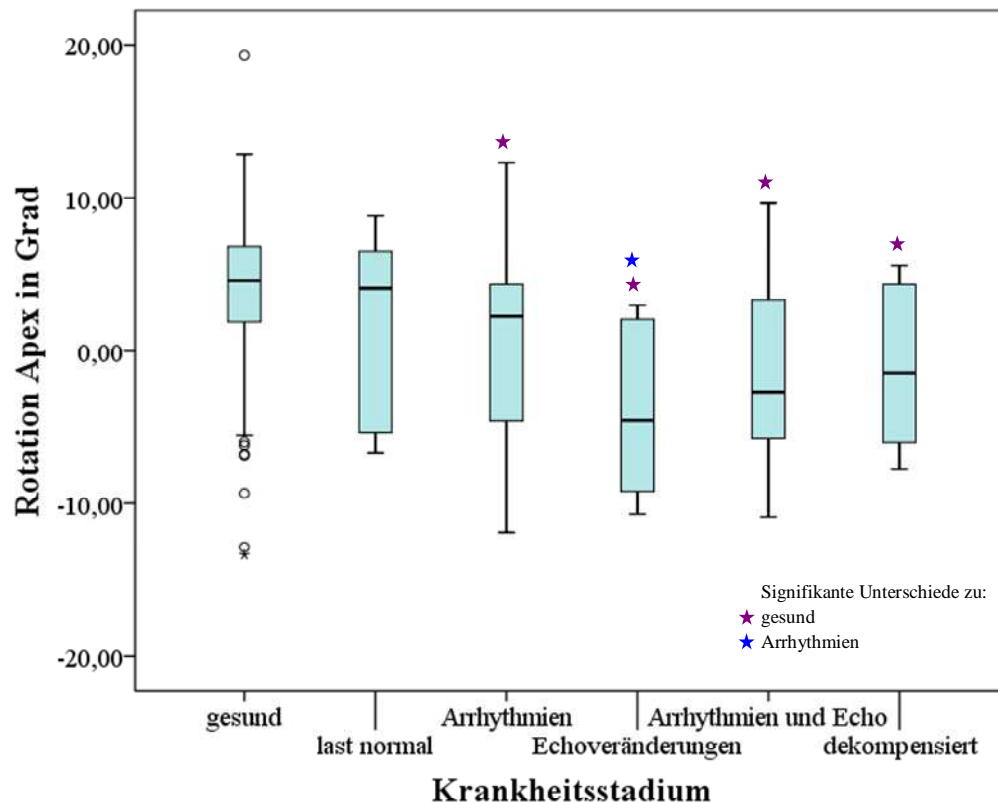 Rotation Apex in Grad
20,00
10,00
0,00
-10,00
-20,00
Signifikante Unterschiede zu:
gesund
Arrhythmien
gesund
last normal
Arrhythmien
Echoveränderungen
Arrhythmien und Echo
dekompensiert
Krankheitsstadium